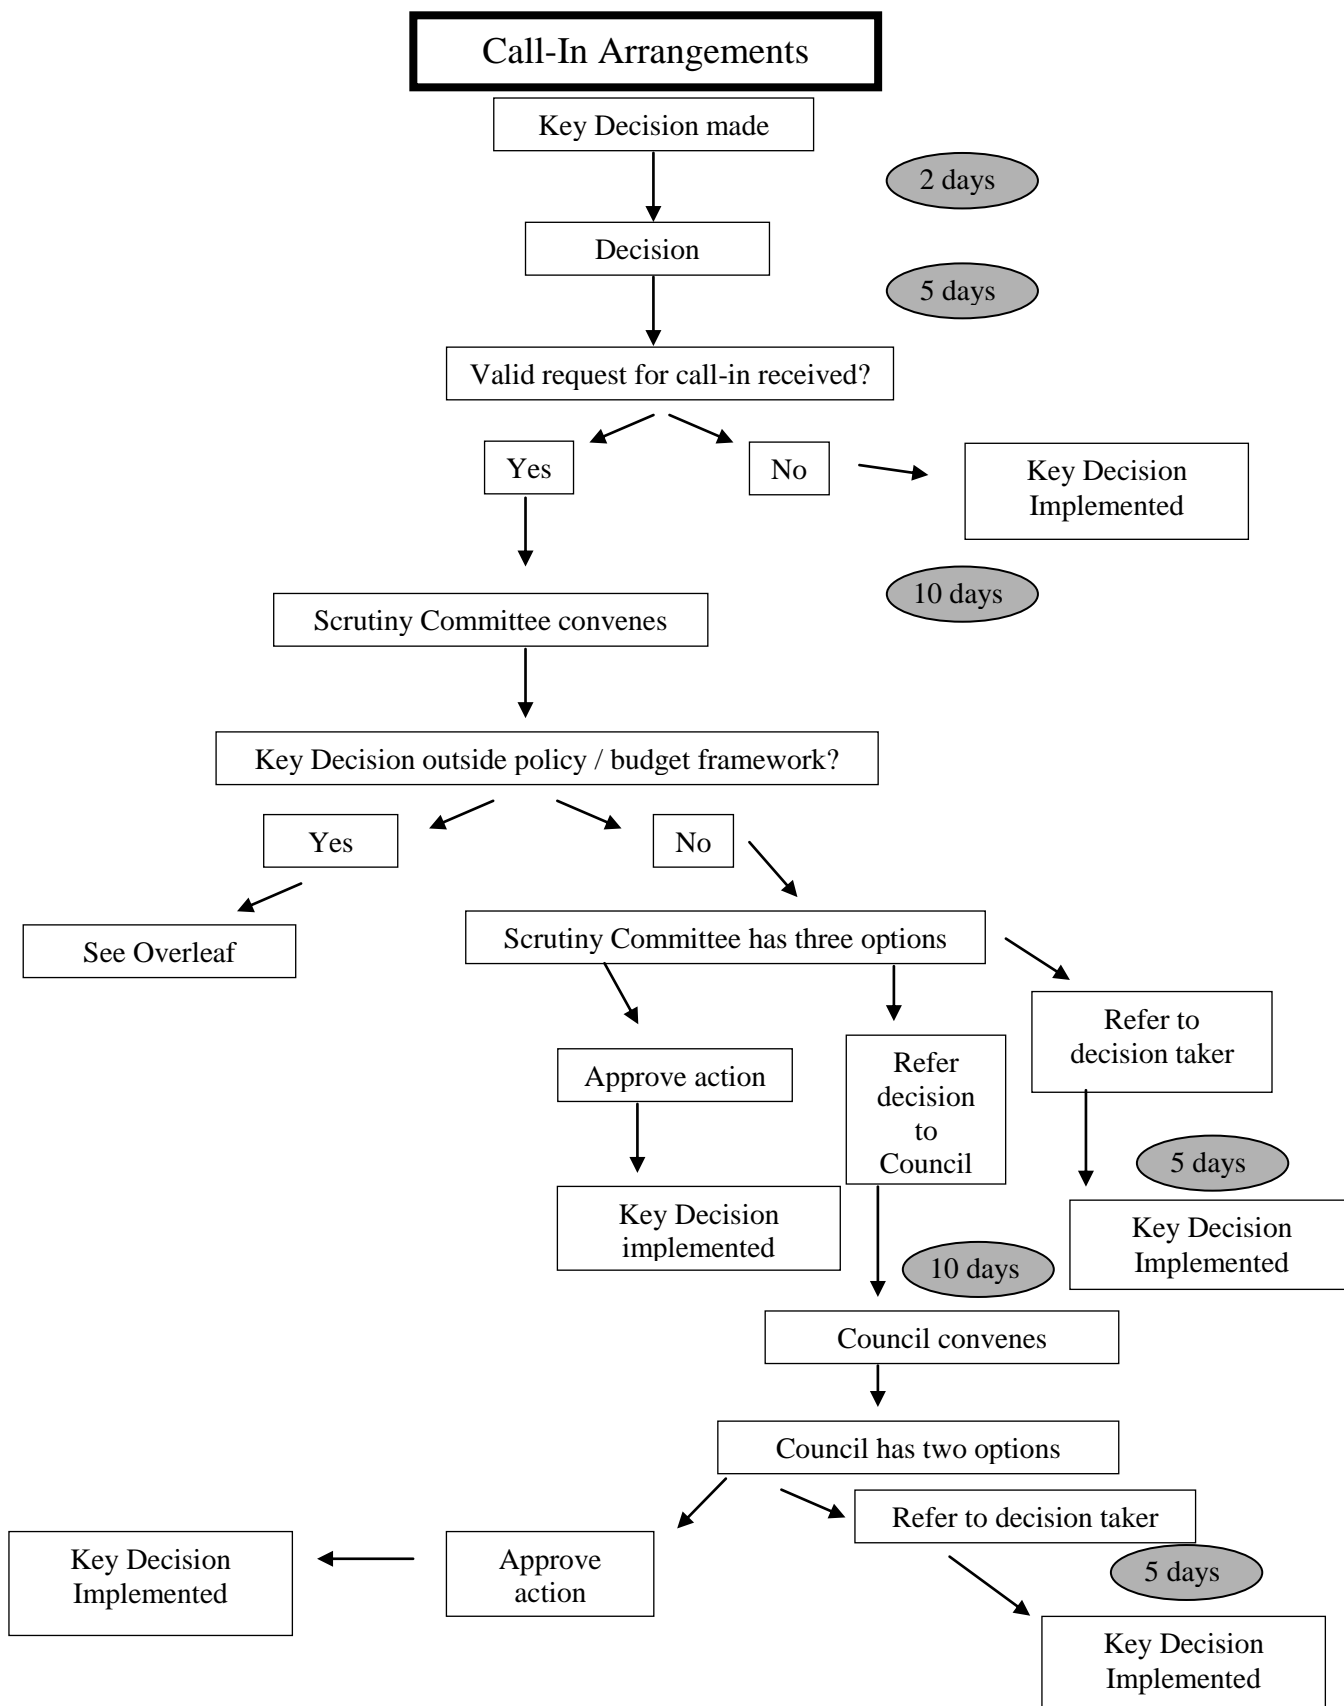 Call-In Arrangements
Key Decision made
2 days
Decision
5 days
Valid request for call-in received?
Yes
No
Key Decision
Implemented
10 days
Scrutiny Committee convenes
Key Decision outside policy / budget framework?
Yes
No
See Overleaf
Scrutiny Committee has three options
Refer to
decision taker
Approve action
Refer
decision
to
Council
5 days
Key Decision
implemented
Key Decision
Implemented
10 days
Council convenes
Council has two options
Refer to decision taker
Key Decision
Implemented
Approve
action
5 days
Key Decision
Implemented